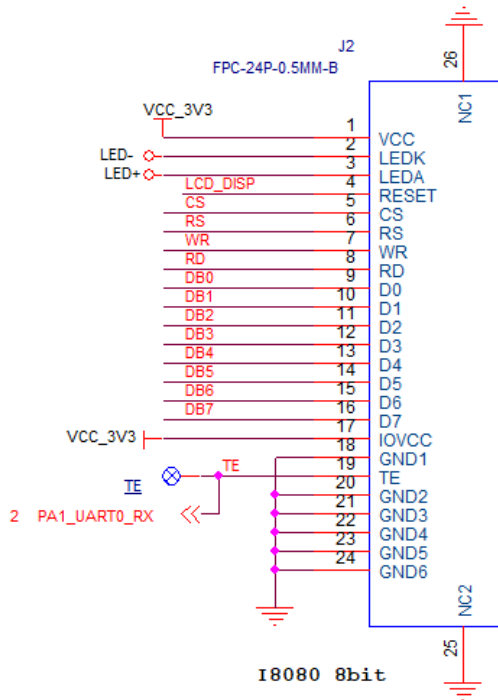 J2
FPC-24P-0.5MM-B
26
NC1
VCC_3V3
1 VCC
LED- 2 LEDK
LED+ 3 LEDA
LCD_DISP 4 RESET
CS 5 CS
RS 6 RS
WR 7 WR
RD 8 RD
DB0 9 D0
DB1 10 D1
DB2 11 D2
DB3 12 D3
DB4 13 D4
DB5 14 D5
DB6 15 D6
DB7 16 D7
VCC_3V3 17 IOVCC
18 GND1
TE 19 TE
TE 20 GND2
2 PA1_UART0_RX 21 GND3
22 GND4
23 GND5
24 GND6
NC2
25
I8080 8bit